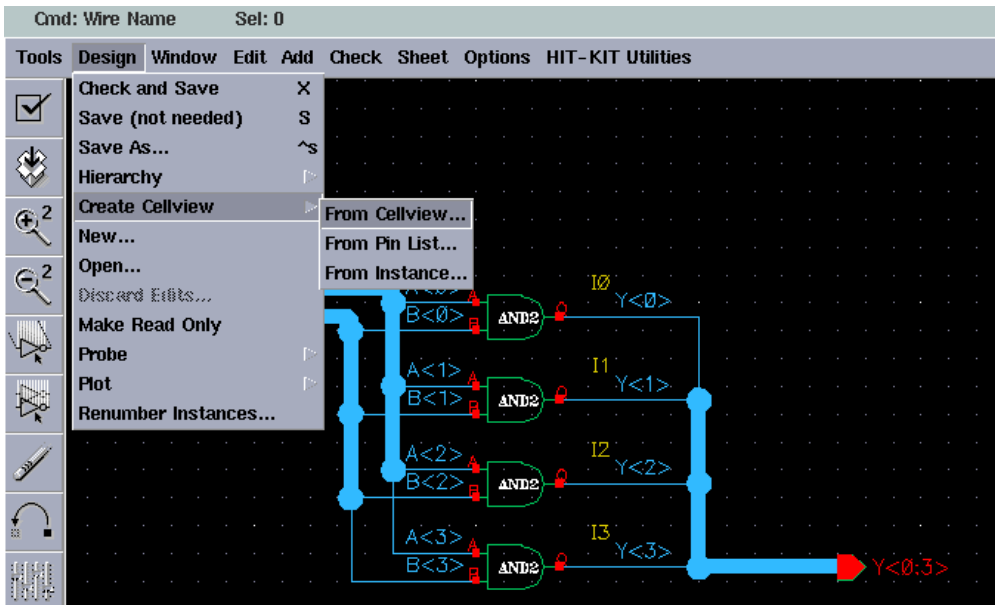 Cmd: Wire Name Sel: 0
Tools Design Window Edit Add Check Sheet Options HIT-KIT Utilities
Check and Save X
Save (not needed) S
Save As... ^s
Hierarchy
Create Cellview
From Cellview...
From Pin List...
From Instance...
New...
Open...
Discard Edits...
Make Read Only
Probe
Plot
Renumber Instances...
2
2
A<0> A I0
B<0> B AND2 Y<0>
A<1> A I1
B<1> B AND2 Y<1>
A<2> A I2
B<2> B AND2 Y<2>
A<3> A I3
B<3> B AND2 Y<3>
Y<0:3>